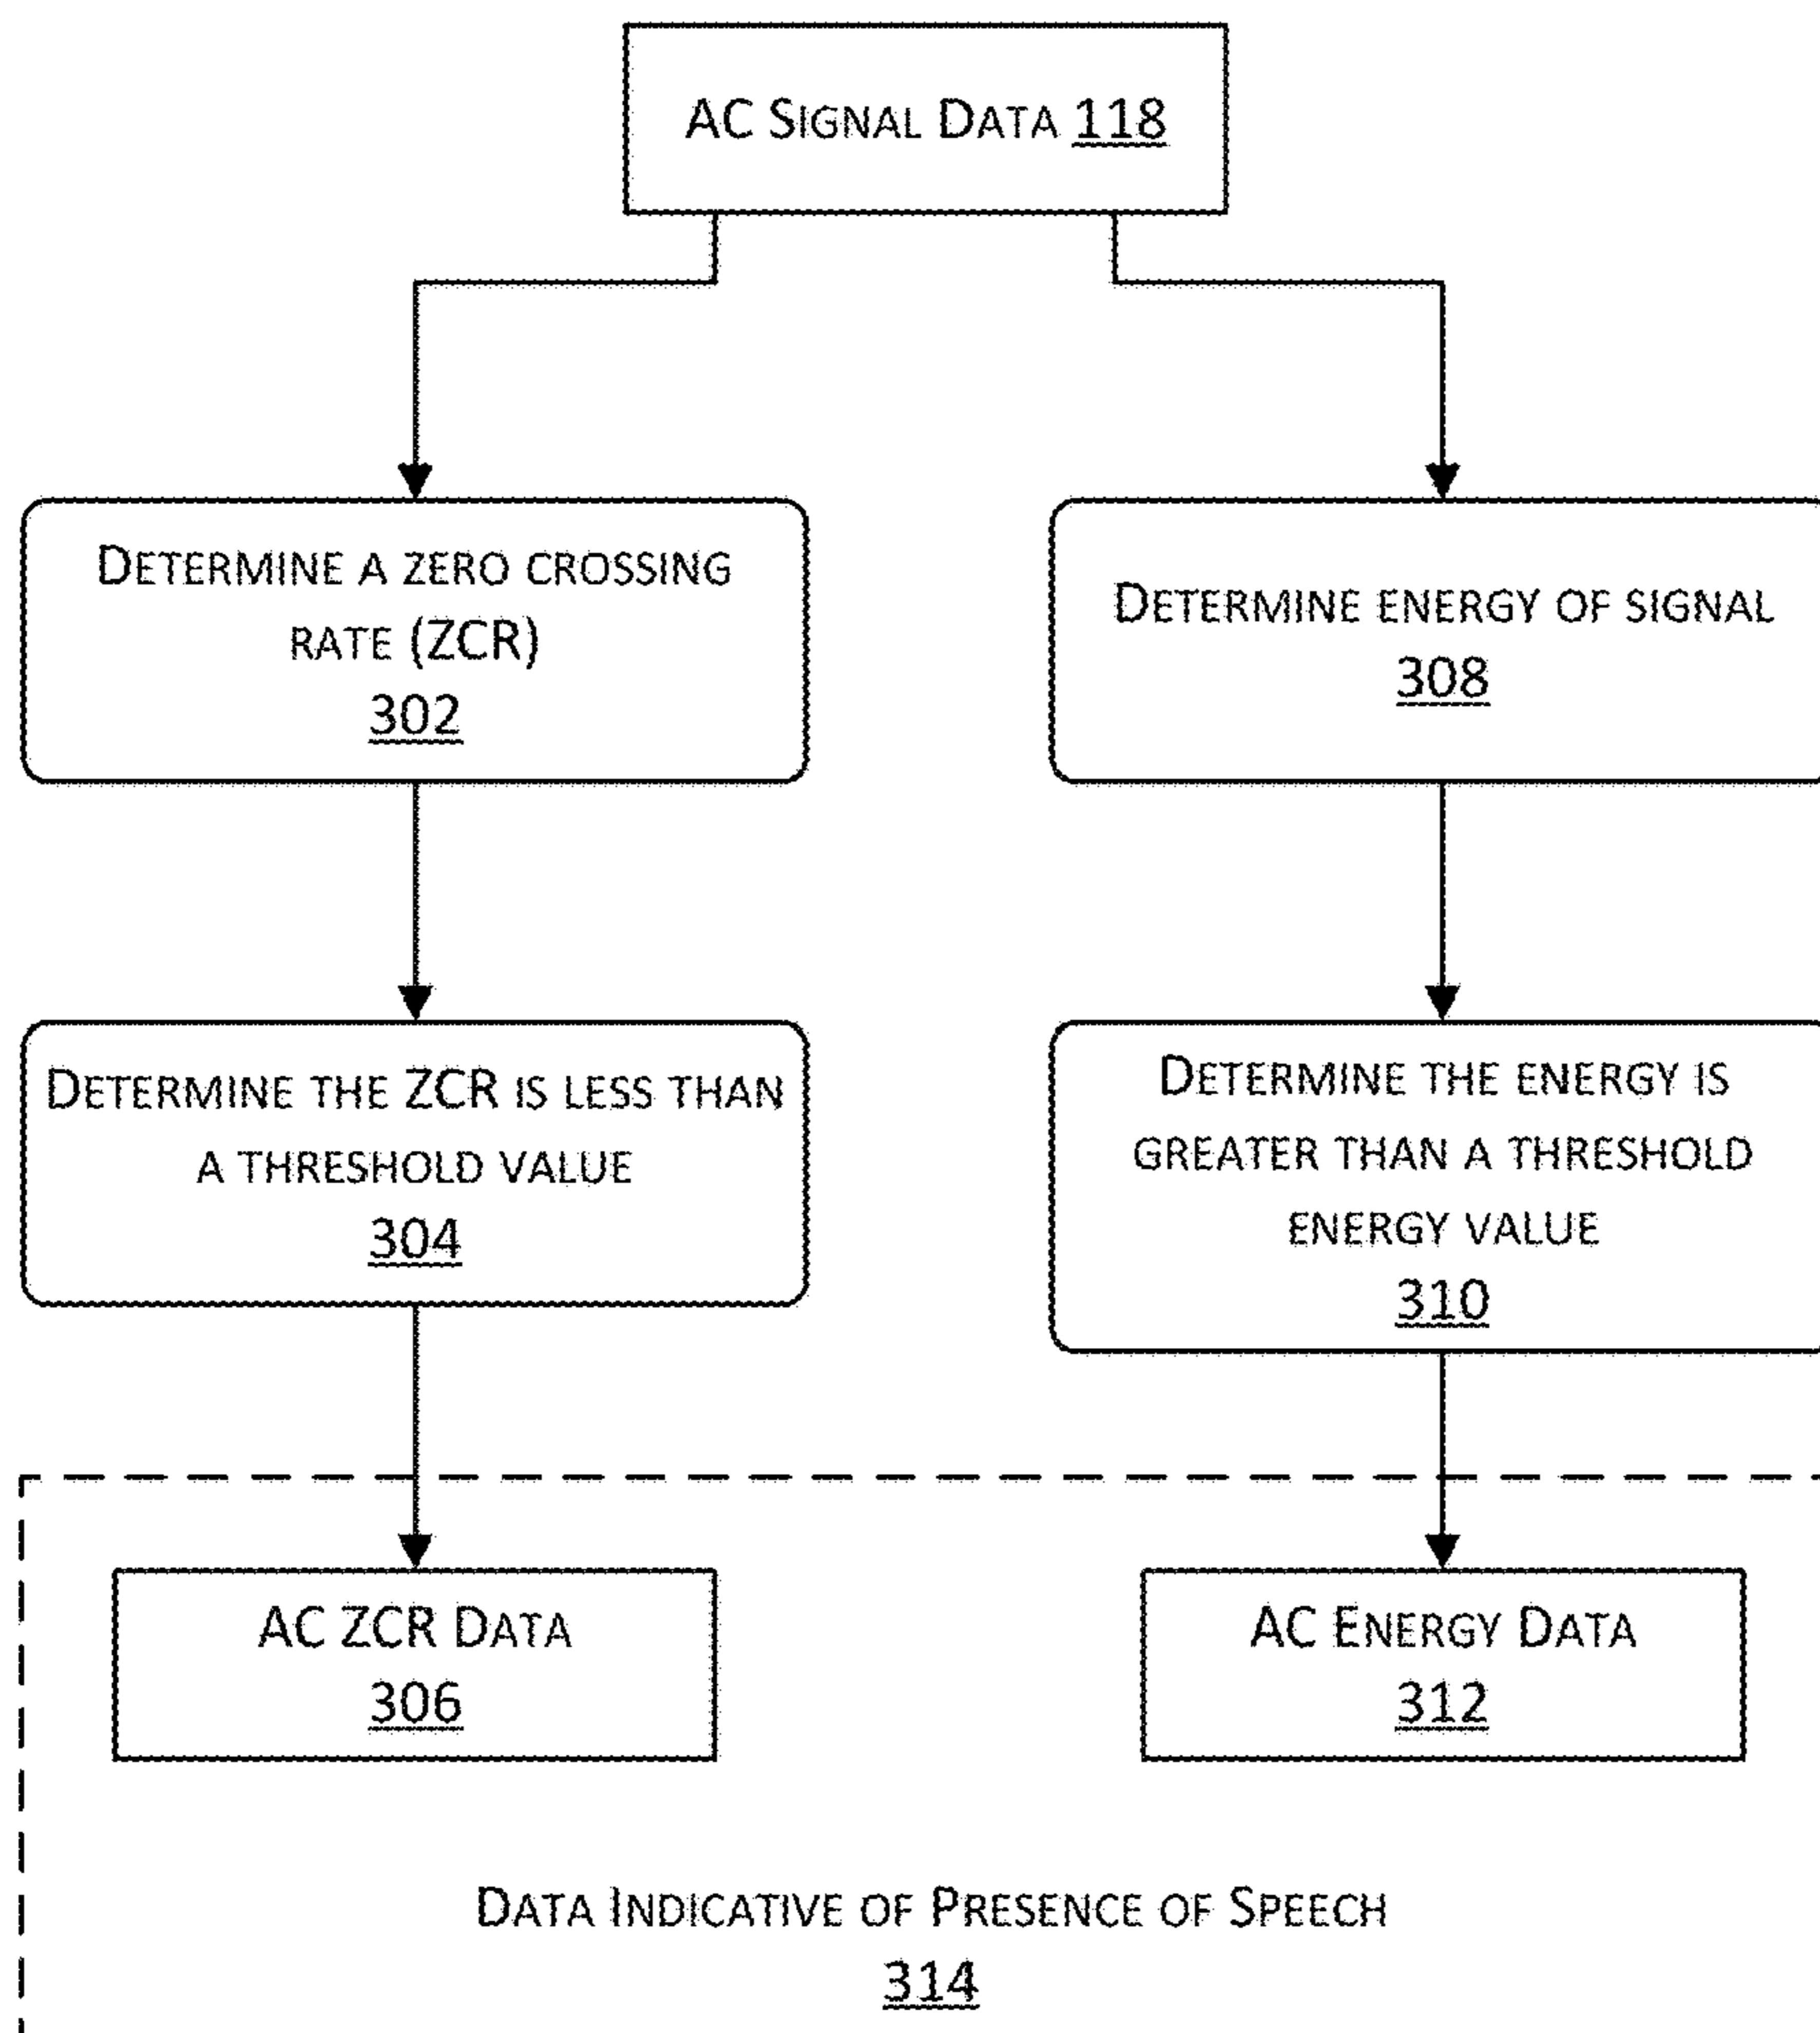 AC SIGNAL DATA 118
DETERMINE A ZERO CROSSING
RATE (ZCR)
302
DETERMINE ENERGY OF SIGNAL
308
DETERMINE THE ZCR IS LESS THAN
A THRESHOLD VALUE
304
DETERMINE THE ENERGY IS
GREATER THAN A THRESHOLD
ENERGY VALUE
310
AC ZCR DATA
306
AC ENERGY DATA
312
DATA INDICATIVE OF PRESENCE OF SPEECH
314